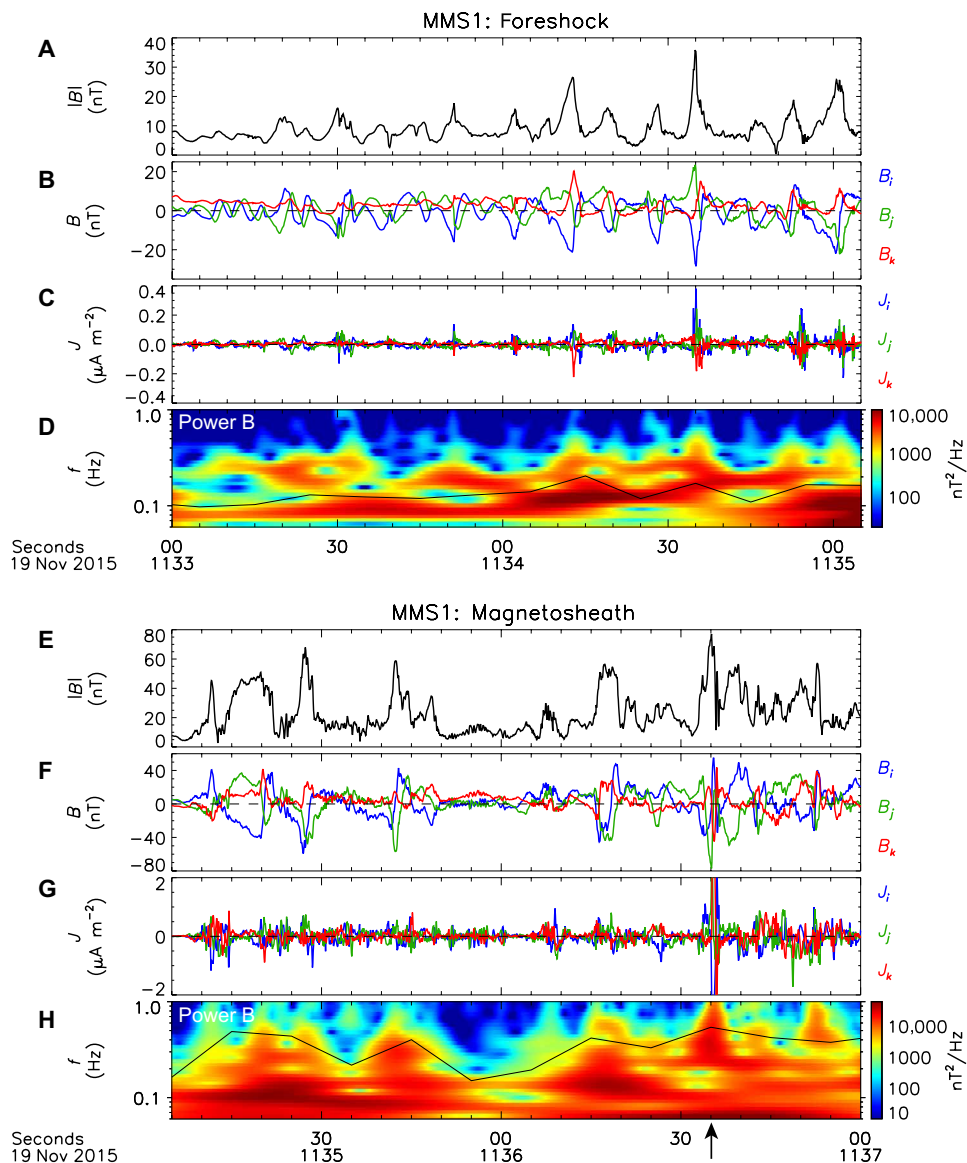 MMS1: Foreshock
A
40
30
20
10
0
|B|
(nT)
B
20
0
−20
B
(nT)
Bi
Bj
Bk
C
0.4
0.2
0.0
−0.2
−0.4
J
(μA m−2)
Ji
Jj
Jk
D
Power B
1.0
0.1
f
(Hz)
10,000
1000
100
nT2/Hz
Seconds 00 30 00 30 00
19 Nov 2015 1133 1134 1135
MMS1: Magnetosheath
E
80
60
40
20
0
|B|
(nT)
F
40
0
−40
−80
B
(nT)
Bi
Bj
Bk
G
2
0
−2
J
(μA m−2)
Ji
Jj
Jk
H
Power B
1.0
0.1
f
(Hz)
10,000
1000
100
10
nT2/Hz
Seconds 30 00 30 00
19 Nov 2015 1135 1136 1137